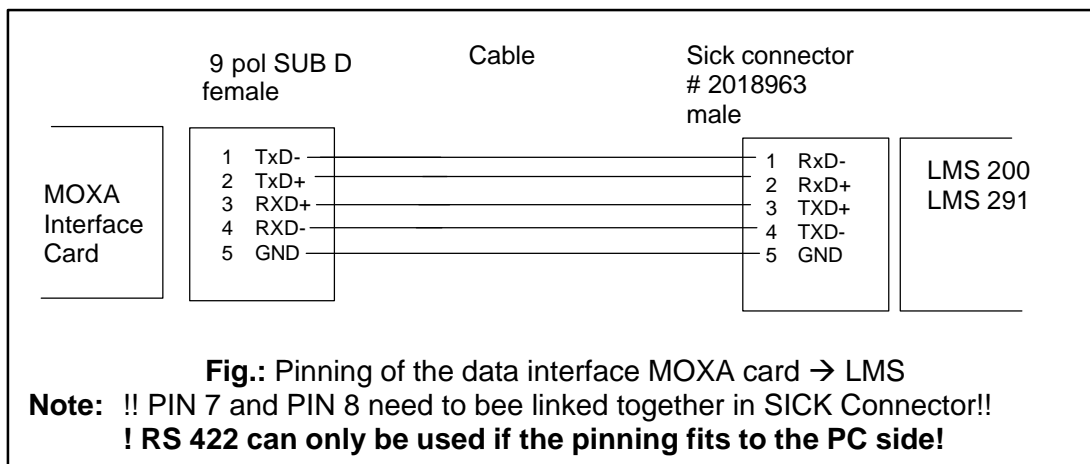 9 pol SUB D
female
Cable
Sick connector
# 2018963
male
MOXA
Interface
Card
1 TxD-
2 TxD+
3 RXD+
4 RXD-
5 GND
1 RxD-
2 RxD+
3 TXD+
4 TXD-
5 GND
LMS 200
LMS 291
Fig.: Pinning of the data interface MOXA card → LMS
Note: !! PIN 7 and PIN 8 need to bee linked together in SICK Connector!!
! RS 422 can only be used if the pinning fits to the PC side!